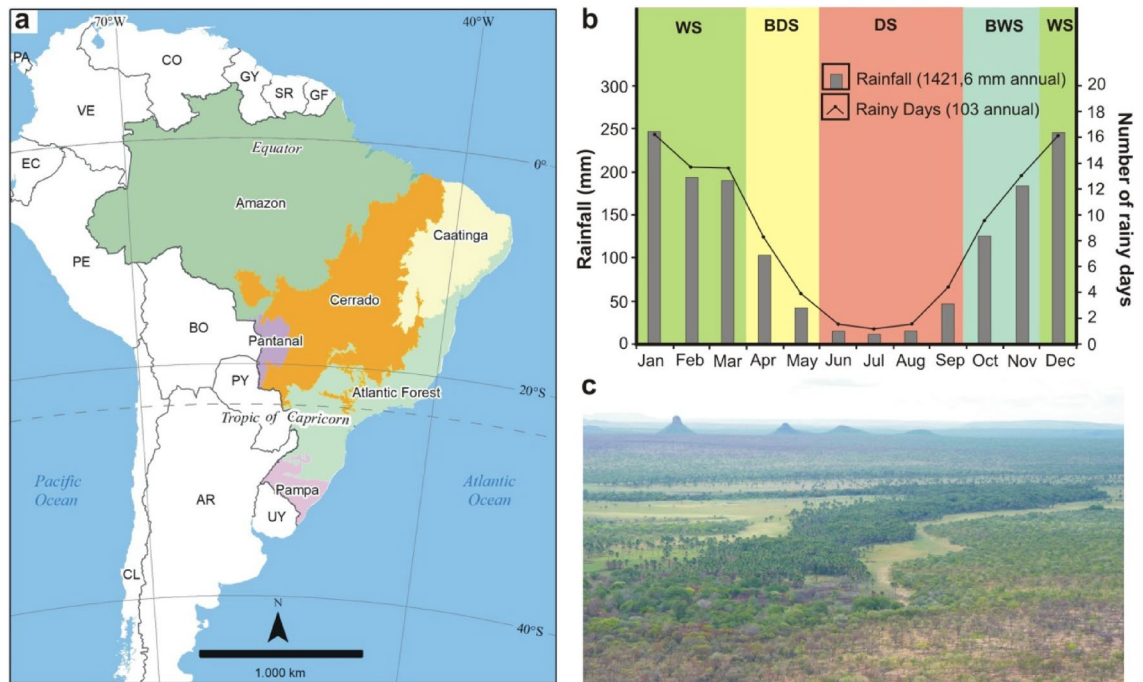 a
70°W
40°W
PA
CO
VE
GY
SR
GF
EC
Equator
0°
Amazon
Caatinga
PE
Cerrado
BO
Pantanal
PY
20°S
Atlantic Forest
Tropic of Capricorn
Pacific
Ocean
AR
Pampa
Atlantic
Ocean
UY
CL
N
40°S
1.000 km
b
WS
BDS
DS
BWS
WS
Rainfall (1421,6 mm annual)
Rainy Days (103 annual)
Rainfall (mm)
300
250
200
150
100
50
0
Number of rainy days
20
18
16
14
12
10
8
6
4
2
0
Jan Feb Mar Apr May Jun Jul Aug Sep Oct Nov Dec
c